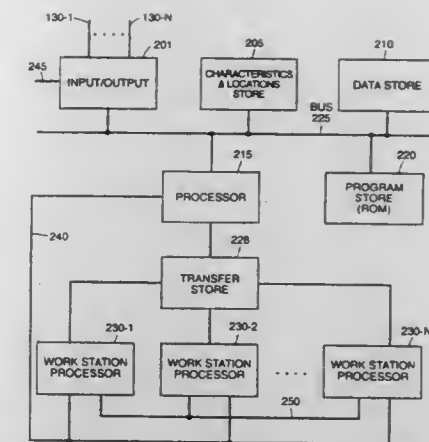 130-1 130-N
201 205 210
245
INPUT/OUTPUT
CHARACTERISTICS
& LOCATIONS
STORE
DATA STORE
BUS
225
215 220
PROCESSOR
PROGRAM
STORE
(ROM)
240
228
TRANSFER
STORE
230-1 230-2 230-N
WORK STATION
PROCESSOR
WORK STATION
PROCESSOR
WORK STATION
PROCESSOR
250